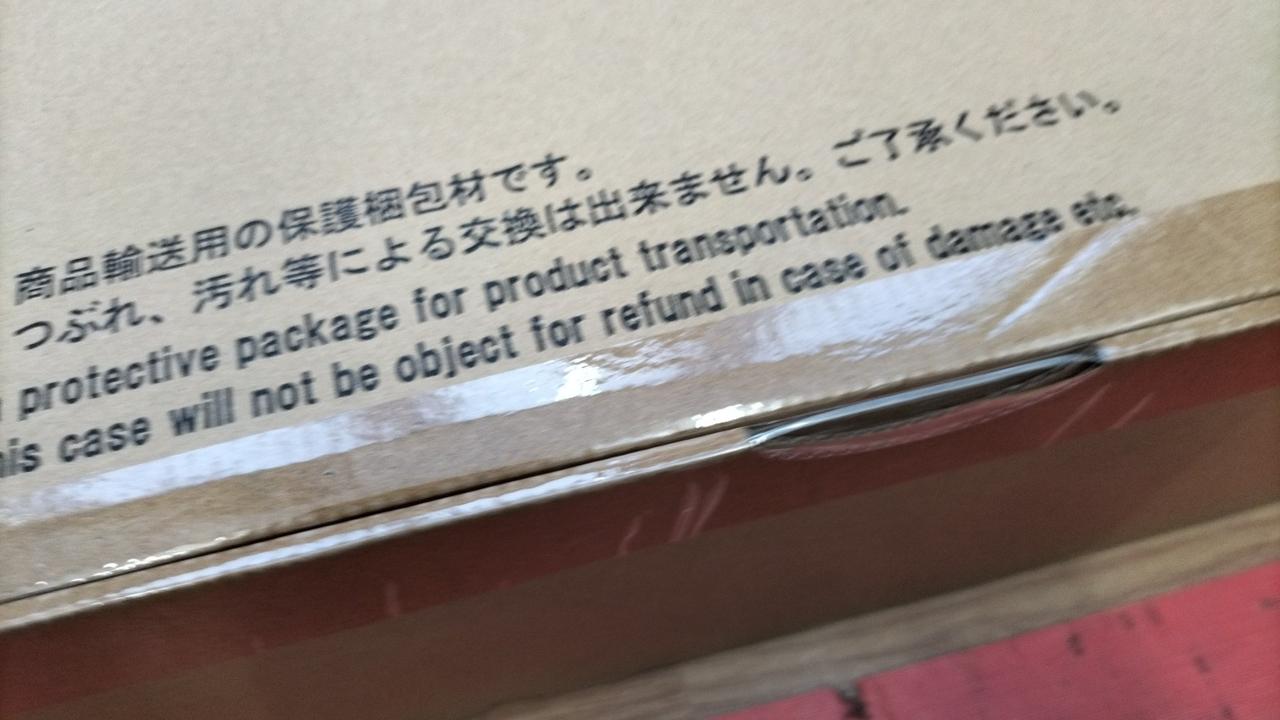 商品輸送用の保護梱包材です。
つぶれ、汚れ等による交換は出来ません。ご了承ください。
protective package for product transportation.
his case will not be object for refund in case of damage etc.